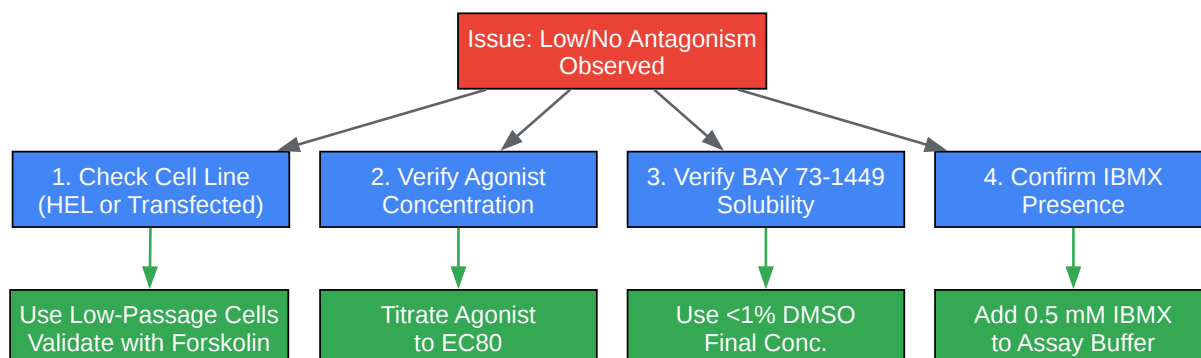 Issue: Low/No Antagonism
Observed
1. Check Cell Line
(HEL or Transfected)
2. Verify Agonist
Concentration
3. Verify BAY 73-1449
Solubility
4. Confirm IBMX
Presence
Use Low-Passage Cells
Validate with Forskolin
Titrate Agonist
to EC80
Use <1% DMSO
Final Conc.
Add 0.5 mM IBMX
to Assay Buffer